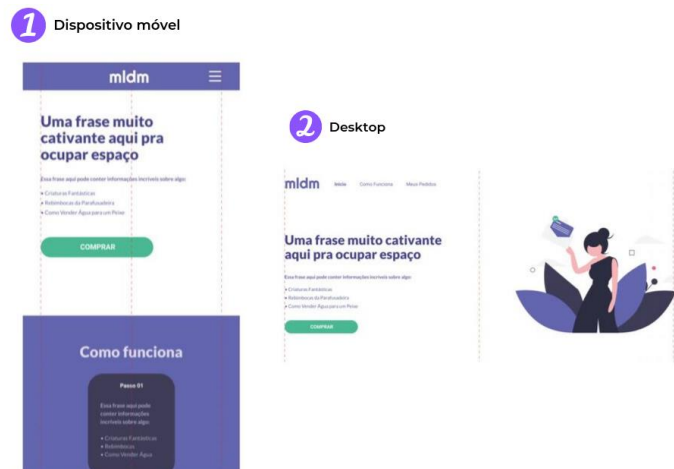 1 Dispositivo móvel
mldm
Uma frase muito
cativante aqui pra
ocupar espaço
Essa frase aqui pode conter informações incríveis sobre algo:
• Criaturas Fantásticas
• Rebimbocas da Parafusadeira
• Como Vender Água para um Peixe
COMPRAR
Como funciona
Passo 01
Essa frase aqui pode
conter informações
incríveis sobre algo:
• Criaturas Fantásticas
• Rebimbocas
• Como Vender Água
2 Desktop
mldm Início Como Funciona Meus Pedidos
Uma frase muito cativante
aqui pra ocupar espaço
Essa frase aqui pode conter informações incríveis sobre algo:
• Criaturas Fantásticas
• Rebimbocas da Parafusadeira
• Como Vender Água para um Peixe
COMPRAR